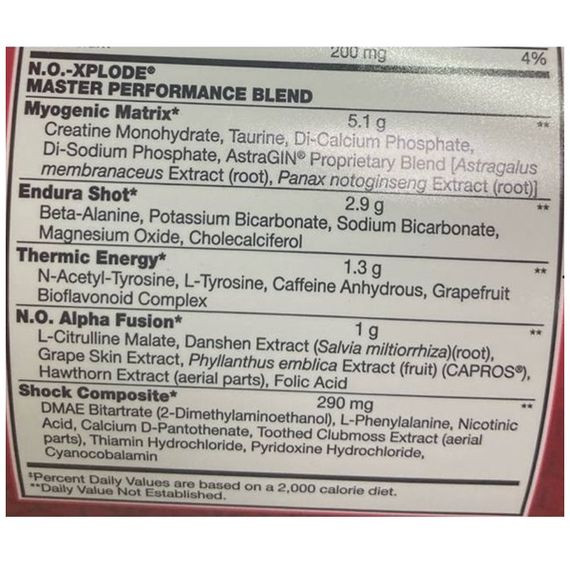 200 mg 4%
N.O.-XPLODE®
MASTER PERFORMANCE BLEND
Myogenic Matrix* 5.1 g **
Creatine Monohydrate, Taurine, Di-Calcium Phosphate,
Di-Sodium Phosphate, AstraGIN® Proprietary Blend [Astragalus
membranaceus Extract (root), Panax notoginseng Extract (root)]
Endura Shot* 2.9 g **
Beta-Alanine, Potassium Bicarbonate, Sodium Bicarbonate,
Magnesium Oxide, Cholecalciferol
Thermic Energy* 1.3 g **
N-Acetyl-Tyrosine, L-Tyrosine, Caffeine Anhydrous, Grapefruit
Bioflavonoid Complex
N.O. Alpha Fusion* 1 g **
L-Citrulline Malate, Danshen Extract (Salvia miltiorrhiza)(root),
Grape Skin Extract, Phyllanthus emblica Extract (fruit) (CAPROS®),
Hawthorn Extract (aerial parts), Folic Acid
Shock Composite* 290 mg **
DMAE Bitartrate (2-Dimethylaminoethanol), L-Phenylalanine, Nicotinic
Acid, Calcium D-Pantothenate, Toothed Clubmoss Extract (aerial
parts), Thiamin Hydrochloride, Pyridoxine Hydrochloride,
Cyanocobalamin
‡Percent Daily Values are based on a 2,000 calorie diet.
**Daily Value Not Established.